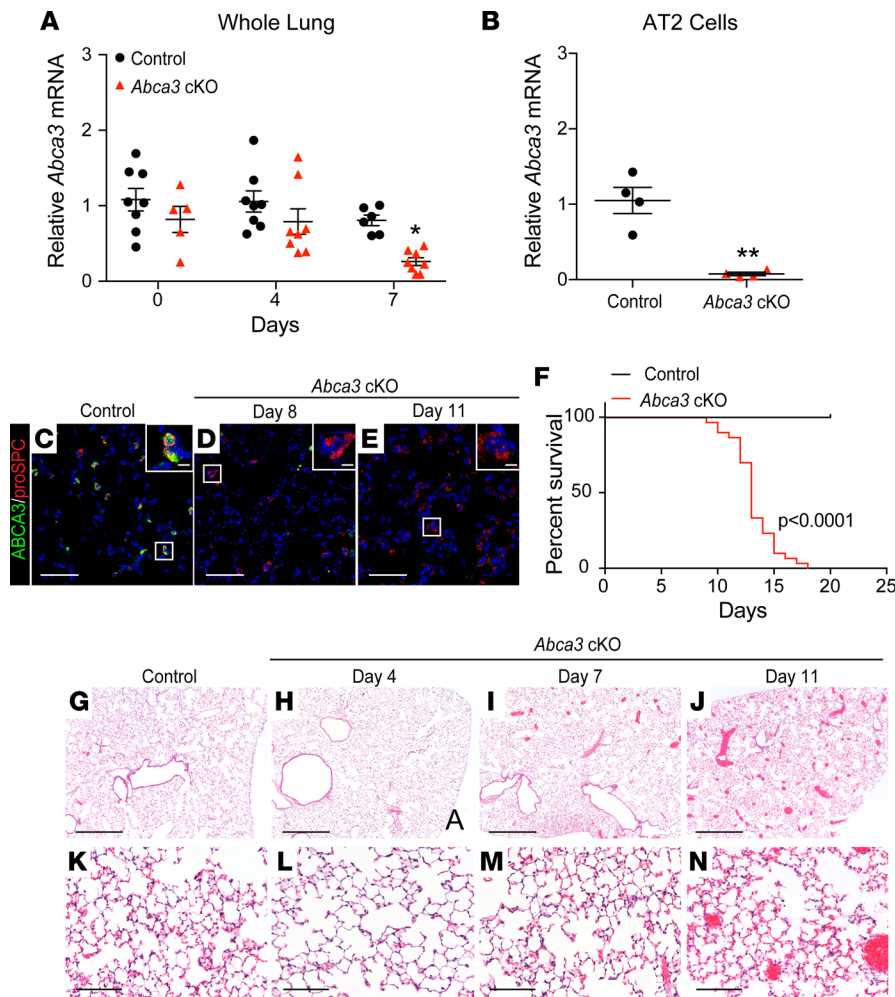 A Whole Lung
Relative Abca3 mRNA
3
2
1
0
Control
Abca3 cKO
*
0 4 7
Days
B AT2 Cells
Relative Abca3 mRNA
3
2
1
0
**
Control Abca3 cKO
Abca3 cKO
Control Day 8 Day 11
ABCA3/proSPC
C D E
F
Control
Abca3 cKO
Percent survival
100
50
0
p<0.0001
0 5 10 15 20 25
Days
Abca3 cKO
Control Day 4 Day 7 Day 11
G H I J
A
K L M N